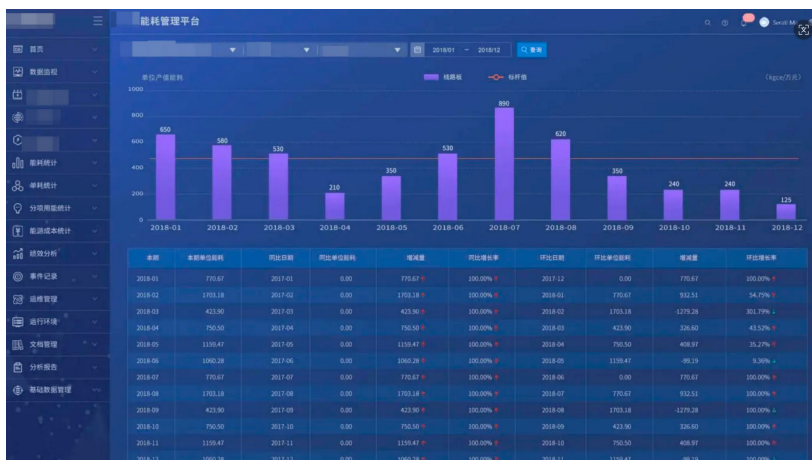 能耗管理平台
首页
数据监视
能耗统计
单耗统计
分项用能统计
能源成本统计
绩效分析
事件记录
运维管理
运行环境
文档管理
分析报告
基础数据管理
2018/01 - 2018/12 查询
单位产值能耗 线路板 标杆值 (kgce/万元)
1000
800
600
400
200
0
650 580 530 210 350 530 890 620 350 240 240 125
2018-01 2018-02 2018-03 2018-04 2018-05 2018-06 2018-07 2018-08 2018-09 2018-10 2018-11 2018-12
本期 本期单位能耗 同比日期 同比单位能耗 增减量 同比增长率 环比日期 环比单位能耗 增减量 环比增长率
2018-01 770.67 2017-01 0.00 770.67 100.00% 2017-12 0.00 770.67 100.00%
2018-02 1703.18 2017-02 0.00 1703.18 100.00% 2018-01 770.67 932.51 54.75%
2018-03 423.90 2017-03 0.00 423.90 100.00% 2018-02 1703.18 -1279.28 301.79%
2018-04 750.50 2017-04 0.00 750.50 100.00% 2018-03 423.90 326.60 43.52%
2018-05 1159.47 2017-05 0.00 1159.47 100.00% 2018-04 750.50 408.97 35.27%
2018-06 1060.28 2017-06 0.00 1060.28 100.00% 2018-05 1159.47 -99.19 9.36%
2018-07 770.67 2017-07 0.00 770.67 100.00% 2018-06 0.00 770.67 100.00%
2018-08 1703.18 2017-08 0.00 1703.18 100.00% 2018-07 770.67 932.51 100.00%
2018-09 423.90 2017-09 0.00 423.90 100.00% 2018-08 1703.18 -1279.28 100.00%
2018-10 750.50 2017-10 0.00 750.50 100.00% 2018-09 423.90 326.60 100.00%
2018-11 1159.47 2017-11 0.00 1159.47 100.00% 2018-10 750.50 408.97 100.00%